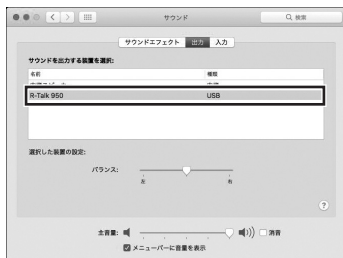 サウンド
検索
サウンドエフェクト 出力 入力
サウンドを出力する装置を選択:
名前 種類
R-Talk 950 USB
選択した装置の設定:
バランス:
左 右
?
主音量: 消音
メニューバーに音量を表示